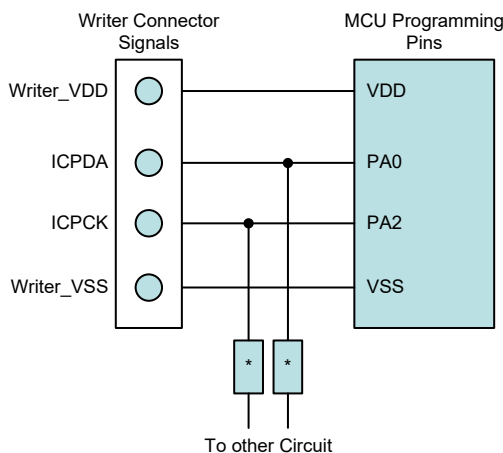 Writer Connector
Signals
MCU Programming
Pins
Writer_VDD
VDD
ICPDA
PA0
ICPCK
PA2
Writer_VSS
VSS
*
*
To other Circuit